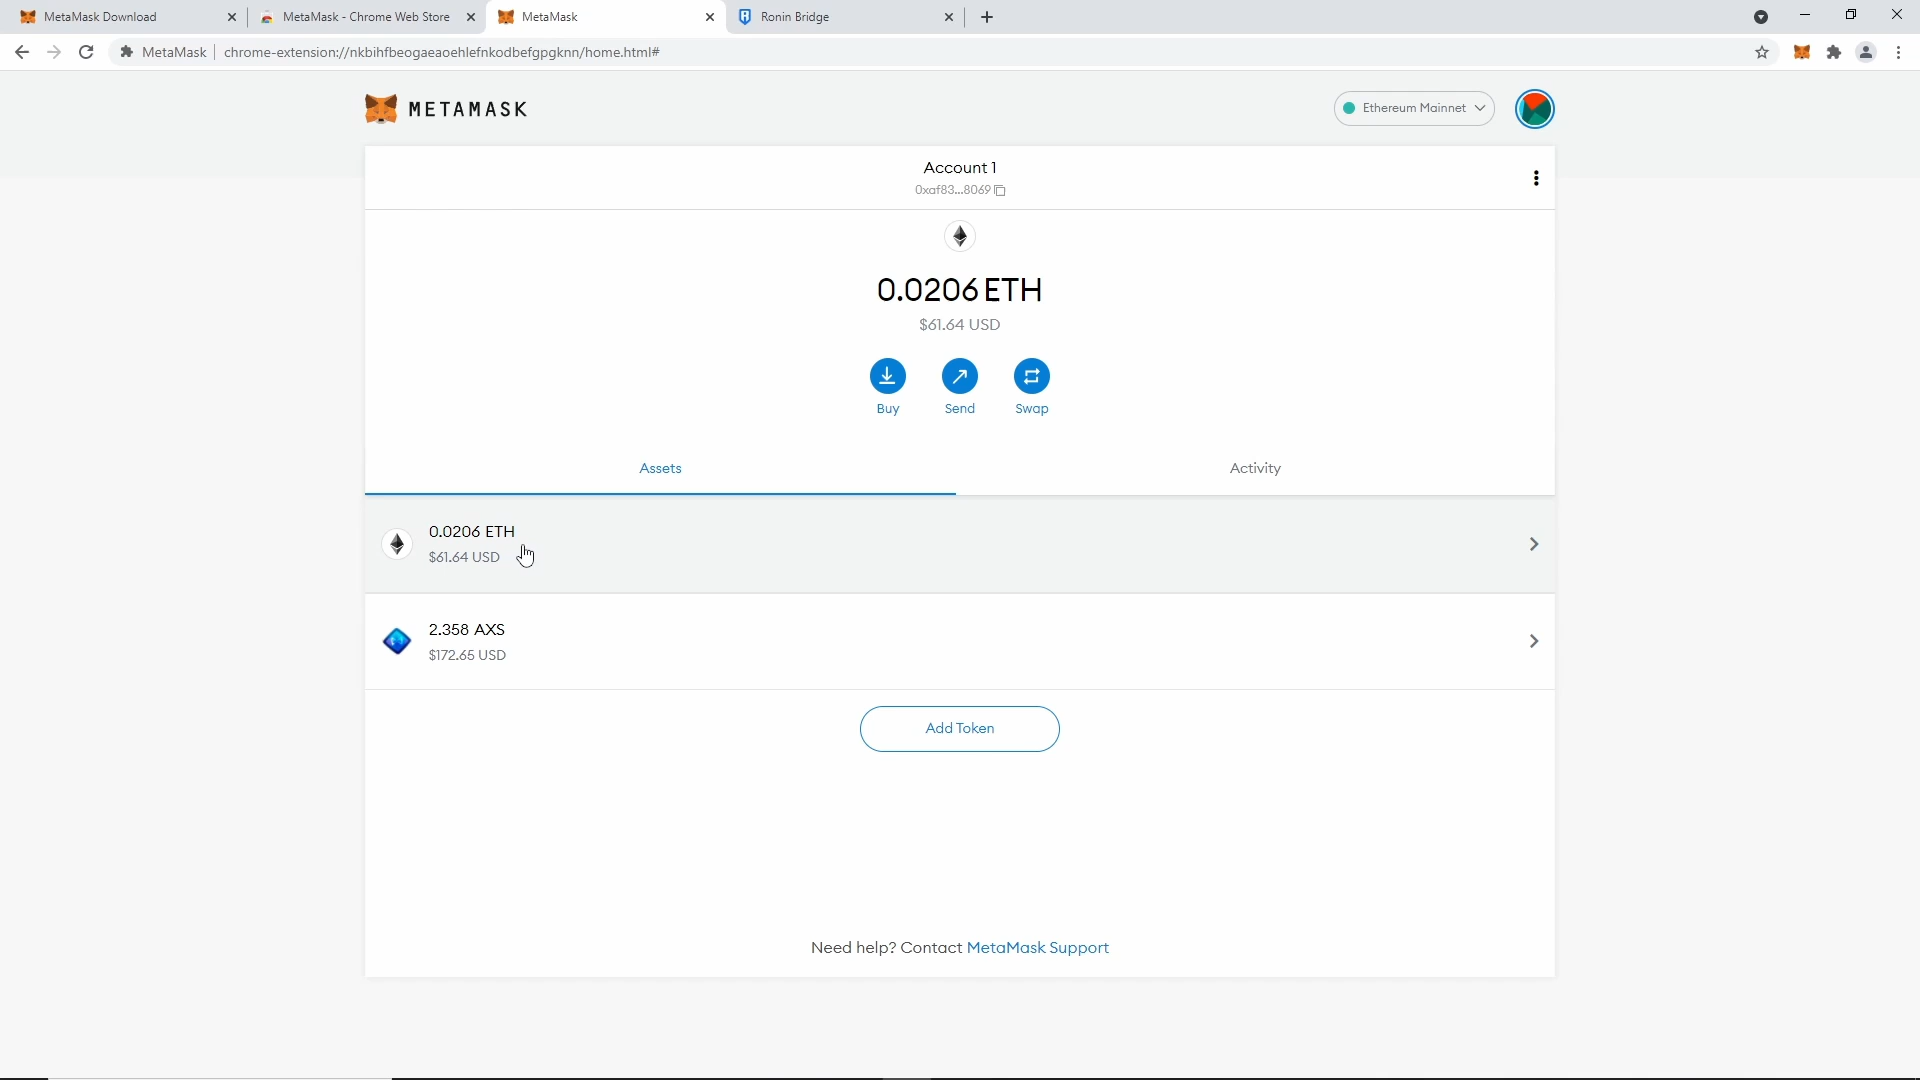 MetaMask Download
MetaMask - Chrome Web Store
MetaMask
Ronin Bridge
MetaMask
chrome-extension://nkbihfbeogaeaoehlefnkodbefgpgknn/home.html#
METAMASK
Ethereum Mainnet
Account 1
0xaf83...8069
0.0206 ETH
$61.64 USD
Buy
Send
Swap
Assets
Activity
0.0206 ETH
$61.64 USD
2.358 AXS
$172.65 USD
Add Token
Need help? Contact MetaMask Support